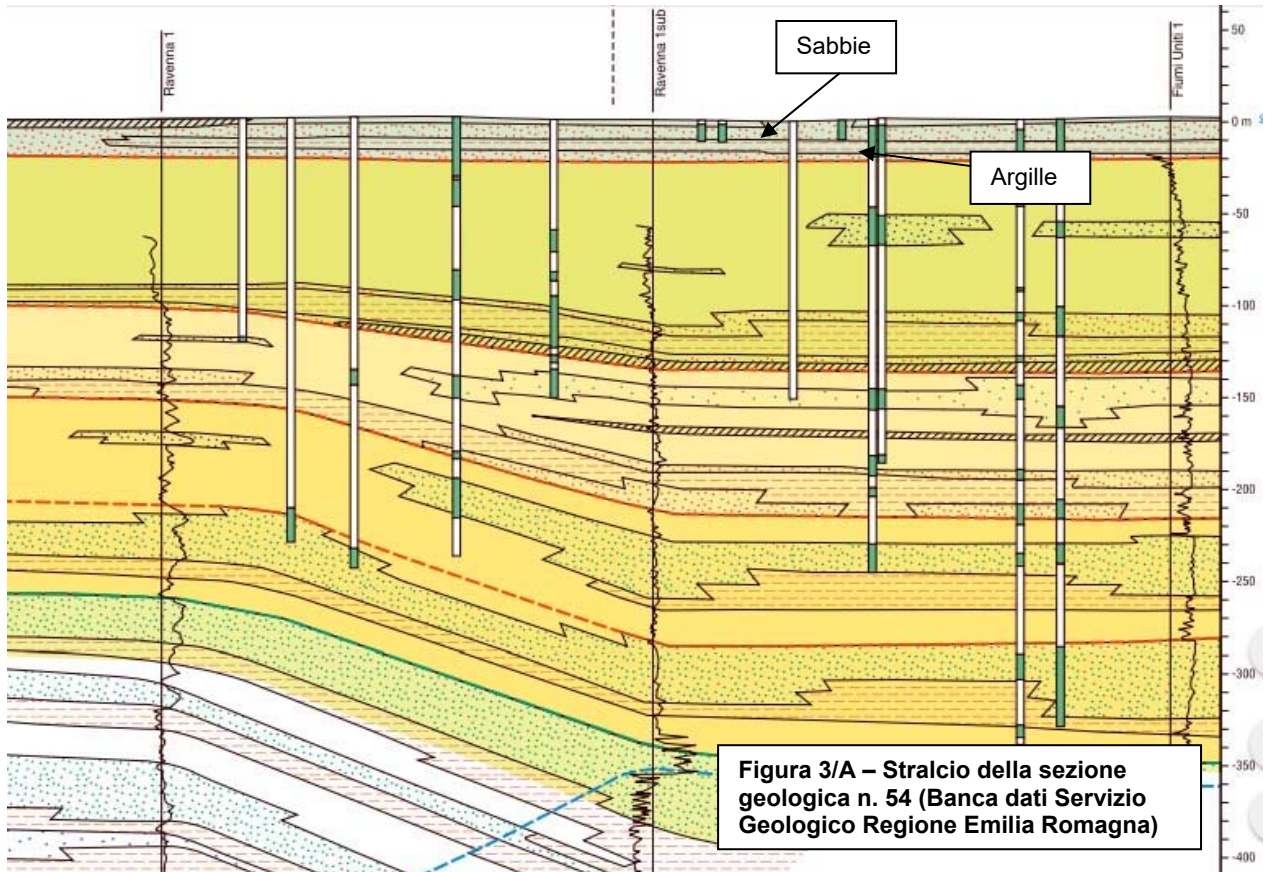 Ravenna 1
Ravenna 1sub
Fiumi Uniti 1
Sabbie
Argille
50
0 m
-50
-100
-150
-200
-250
-300
-350
-400
Figura 3/A – Stralcio della sezione
geologica n. 54 (Banca dati Servizio
Geologico Regione Emilia Romagna)